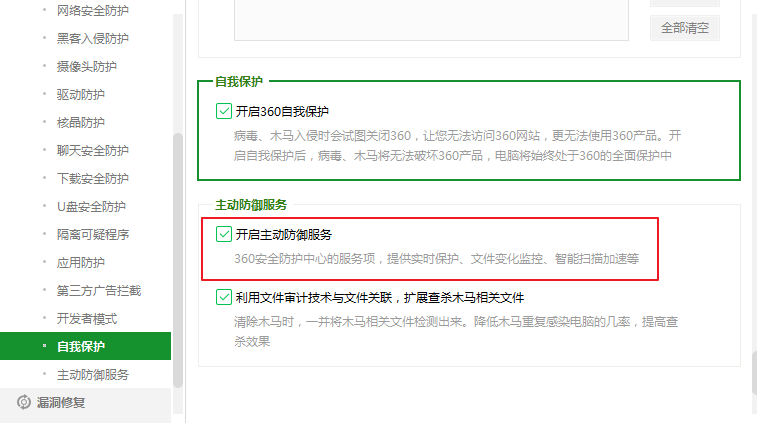 网络安全防护
黑客入侵防护
摄像头防护
驱动防护
核晶防护
聊天安全防护
下载安全防护
U盘安全防护
隔离可疑程序
应用防护
第三方广告拦截
开发者模式
自我保护
主动防御服务
漏洞修复
全部清空
自我保护
开启360自我保护
病毒、木马入侵时会试图关闭360，让您无法访问360网站，更无法使用360产品。开
启自我保护后，病毒、木马将无法破坏360产品，电脑将始终处于360的全面保护中
主动防御服务
开启主动防御服务
360安全防护中心的服务项，提供实时保护、文件变化监控、智能扫描加速等
利用文件审计技术与文件关联，扩展查杀木马相关文件
清除木马时，一并将木马相关文件检测出来。降低木马重复感染电脑的几率，提高查
杀效果